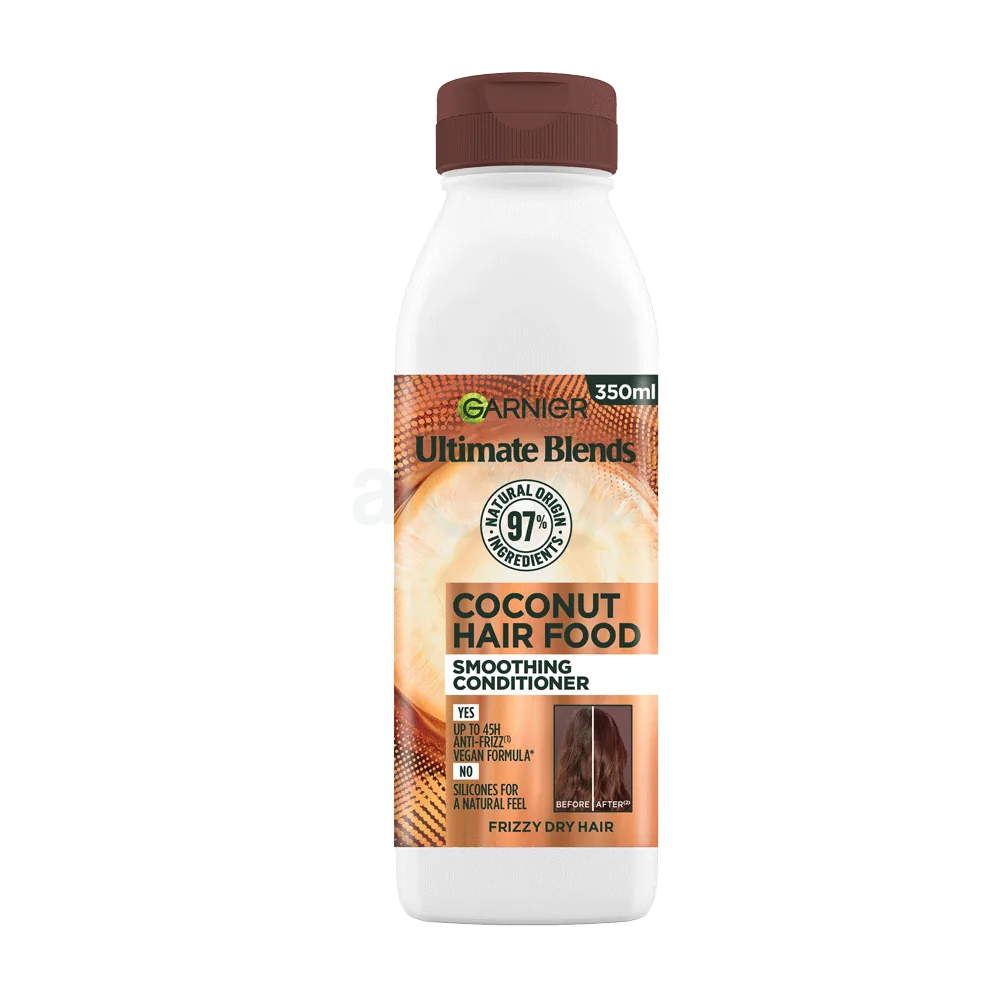 350ml
GARNIER
Ultimate Blends
NATURAL ORIGIN
97%
INGREDIENTS
COCONUT
HAIR FOOD
SMOOTHING
CONDITIONER
YES
UP TO 45H
ANTI-FRIZZ(1)
VEGAN FORMULA*
NO
SILICONES FOR
A NATURAL FEEL
BEFORE AFTER(2)
FRIZZY DRY HAIR